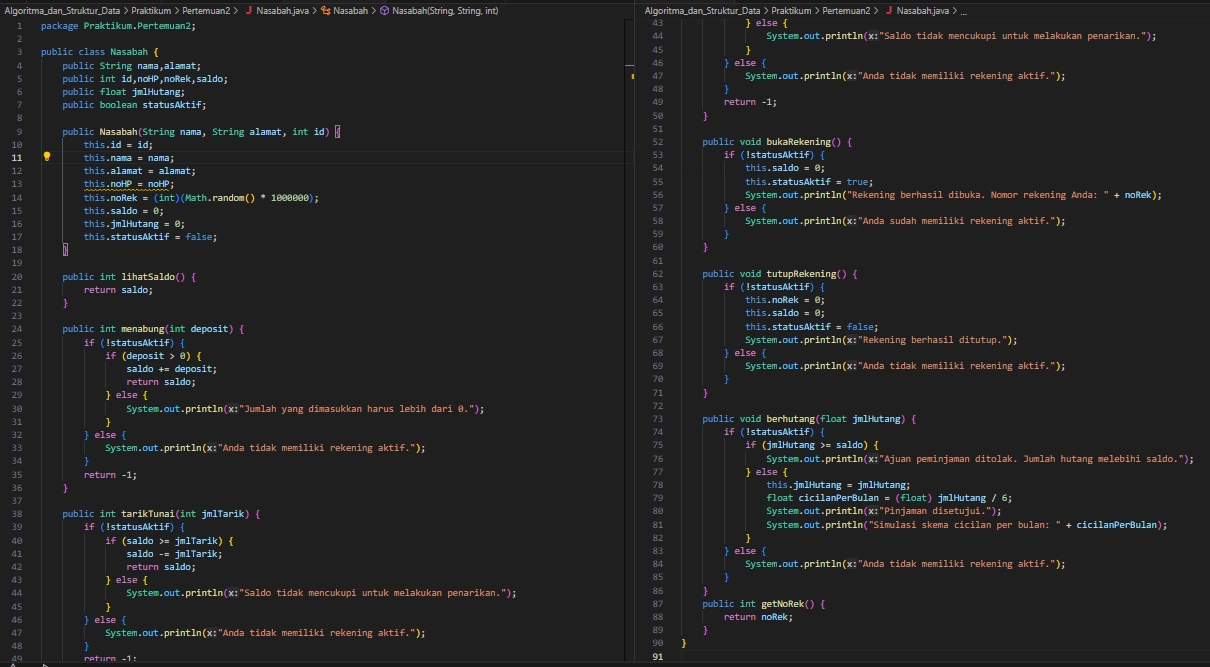 Algoritma_dan_Struktur_Data > Praktikum > Pertemuan2 > J Nasabah.java > Nasabah > Nasabah(String, String, int)
1 package Praktikum.Pertemuan2;
2
3 public class Nasabah {
4 public String nama,alamat;
5 public int id,noHP,noRek,saldo;
6 public float jmlHutang;
7 public boolean statusAktif;
8
9 public Nasabah(String nama, String alamat, int id) {
10 this.id = id;
11 this.nama = nama;
12 this.alamat = alamat;
13 this.noHP = noHP;
14 this.noRek = (int)(Math.random() * 1000000);
15 this.saldo = 0;
16 this.jmlHutang = 0;
17 this.statusAktif = false;
18 }
19
20 public int lihatSaldo() {
21 return saldo;
22 }
23
24 public int menabung(int deposit) {
25 if (!statusAktif) {
26 if (deposit > 0) {
27 saldo += deposit;
28 return saldo;
29 } else {
30 System.out.println(x:"Jumlah yang dimasukkan harus lebih dari 0.");
31 }
32 } else {
33 System.out.println(x:"Anda tidak memiliki rekening aktif.");
34 }
35 return -1;
36 }
37
38 public int tarikTunai(int jmlTarik) {
39 if (!statusAktif) {
40 if (saldo >= jmlTarik) {
41 saldo -= jmlTarik;
42 return saldo;
43 } else {
44 System.out.println(x:"Saldo tidak mencukupi untuk melakukan penarikan.");
45 }
46 } else {
47 System.out.println(x:"Anda tidak memiliki rekening aktif.");
48 }
49 return -1;
Algoritma_dan_Struktur_Data > Praktikum > Pertemuan2 > J Nasabah.java > ...
43 } else {
44 System.out.println(x:"Saldo tidak mencukupi untuk melakukan penarikan.");
45 }
46 } else {
47 System.out.println(x:"Anda tidak memiliki rekening aktif.");
48 }
49 return -1;
50 }
51
52 public void bukaRekening() {
53 if (!statusAktif) {
54 this.saldo = 0;
55 this.statusAktif = true;
56 System.out.println("Rekening berhasil dibuka. Nomor rekening Anda: " + noRek);
57 } else {
58 System.out.println(x:"Anda sudah memiliki rekening aktif.");
59 }
60 }
61
62 public void tutupRekening() {
63 if (!statusAktif) {
64 this.noRek = 0;
65 this.saldo = 0;
66 this.statusAktif = false;
67 System.out.println(x:"Rekening berhasil ditutup.");
68 } else {
69 System.out.println(x:"Anda tidak memiliki rekening aktif.");
70 }
71 }
72
73 public void berhutang(float jmlHutang) {
74 if (!statusAktif) {
75 if (jmlHutang >= saldo) {
76 System.out.println(x:"Ajuan peminjaman ditolak. Jumlah hutang melebihi saldo.");
77 } else {
78 this.jmlHutang = jmlHutang;
79 float cicilanPerBulan = (float) jmlHutang / 6;
80 System.out.println(x:"Pinjaman disetujui.");
81 System.out.println("Simulasi skema cicilan per bulan: " + cicilanPerBulan);
82 }
83 } else {
84 System.out.println(x:"Anda tidak memiliki rekening aktif.");
85 }
86 }
87 public int getNoRek() {
88 return noRek;
89 }
90 }
91